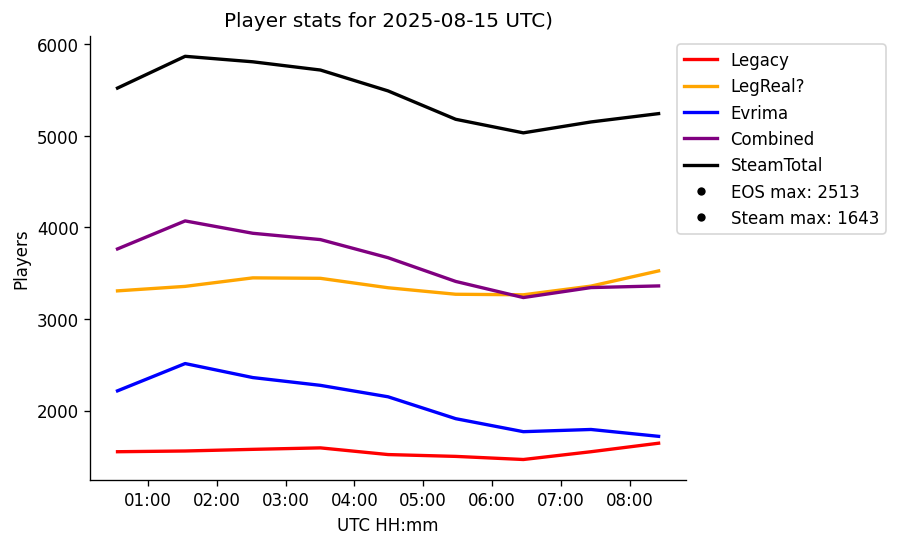 Player stats for 2025-08-15 UTC)
6000
5000
4000
3000
2000
Players
01:00 02:00 03:00 04:00 05:00 06:00 07:00 08:00
UTC HH:mm
Legacy
LegReal?
Evrima
Combined
SteamTotal
EOS max: 2513
Steam max: 1643